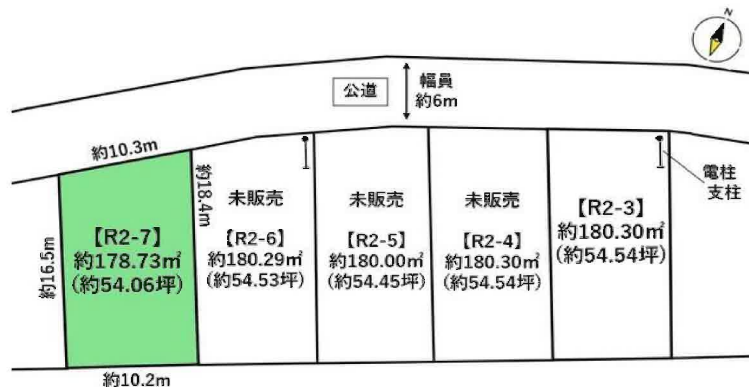 N
公道
幅員
約6m
約10.3m
約18.4m
約16.5m
約10.2m
【R2-7】
約178.73㎡
(約54.06坪)
未販売
【R2-6】
約180.29㎡
(約54.53坪)
未販売
【R2-5】
約180.00㎡
(約54.45坪)
未販売
【R2-4】
約180.30㎡
(約54.54坪)
【R2-3】
約180.30㎡
(約54.54坪)
電柱
支柱